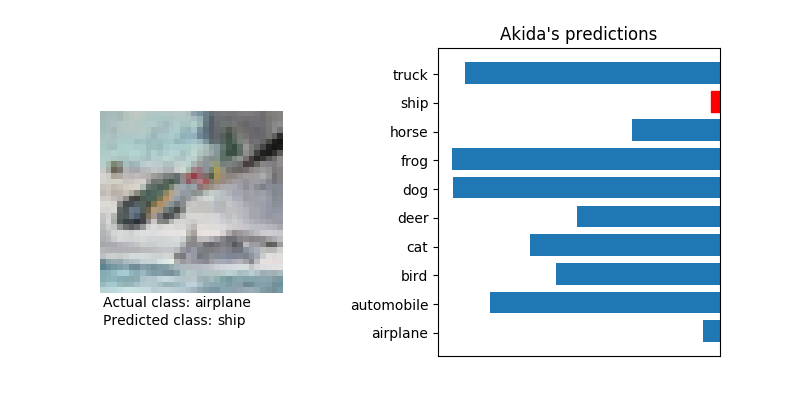 Akida's predictions
truck
ship
horse
frog
dog
deer
cat
bird
automobile
airplane
Actual class: airplane
Predicted class: ship